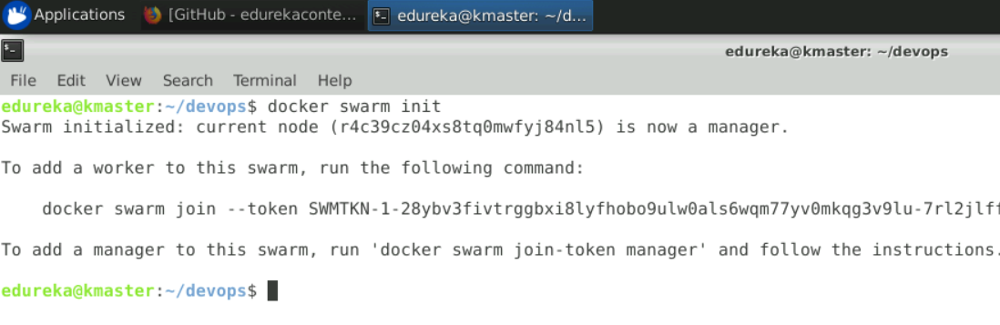 Applications [GitHub - edurekaconte... edureka@kmaster: ~/d...
edureka@kmaster: ~/devops
File Edit View Search Terminal Help
edureka@kmaster:~/devops$ docker swarm init
Swarm initialized: current node (r4c39cz04xs8tq0mwfyj84nl5) is now a manager.
To add a worker to this swarm, run the following command:
docker swarm join --token SWMTKN-1-28ybv3fivtrggbxi8lyfhobo9ulw0als6wqm77yv0mkqg3v9lu-7rl2jlff
To add a manager to this swarm, run 'docker swarm join-token manager' and follow the instructions.
edureka@kmaster:~/devops$